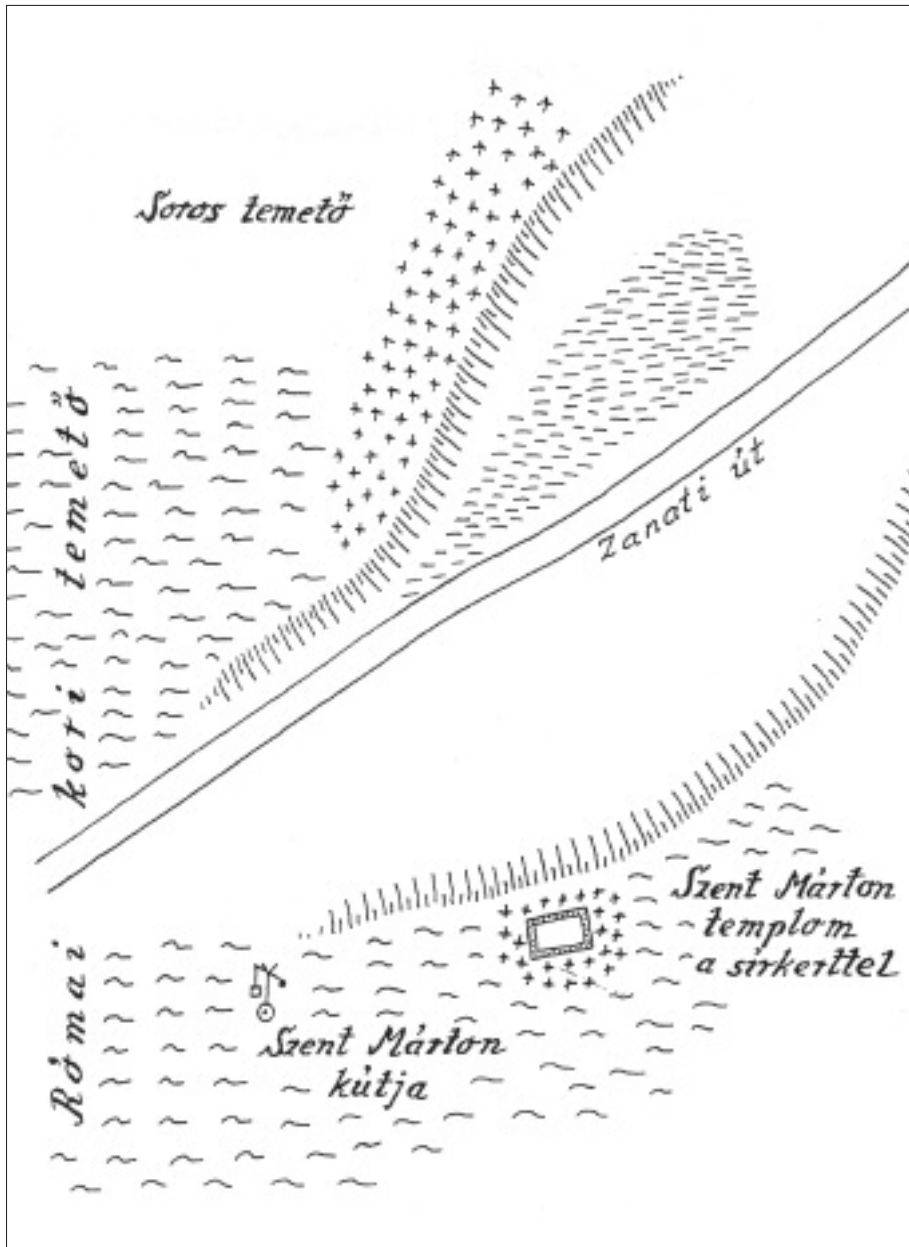 Soros temető
Római kori temető
Zanati út
Szent Márton
templom
a sírkerttel
Szent Márton
kútja